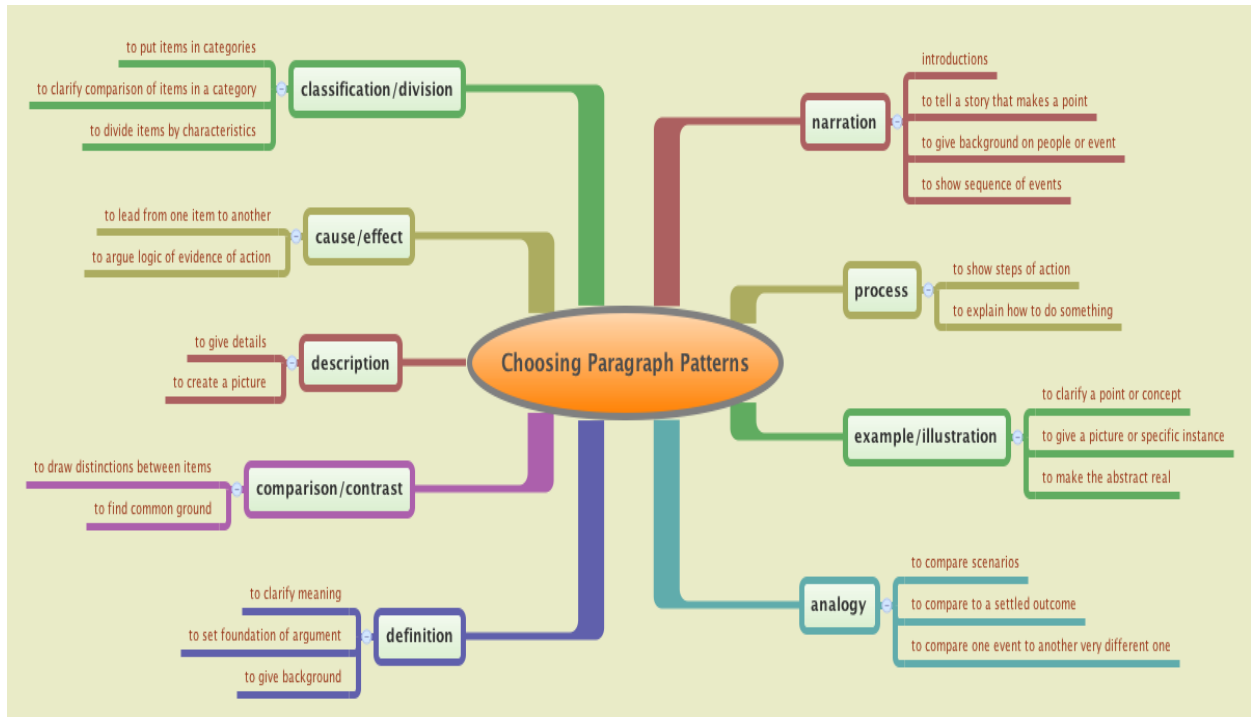 Choosing Paragraph Patterns
classification/division
to put items in categories
to clarify comparison of items in a category
to divide items by characteristics
cause/effect
to lead from one item to another
to argue logic of evidence of action
description
to give details
to create a picture
comparison/contrast
to draw distinctions between items
to find common ground
definition
to clarify meaning
to set foundation of argument
to give background
narration
introductions
to tell a story that makes a point
to give background on people or event
to show sequence of events
process
to show steps of action
to explain how to do something
example/illustration
to clarify a point or concept
to give a picture or specific instance
to make the abstract real
analogy
to compare scenarios
to compare to a settled outcome
to compare one event to another very different one